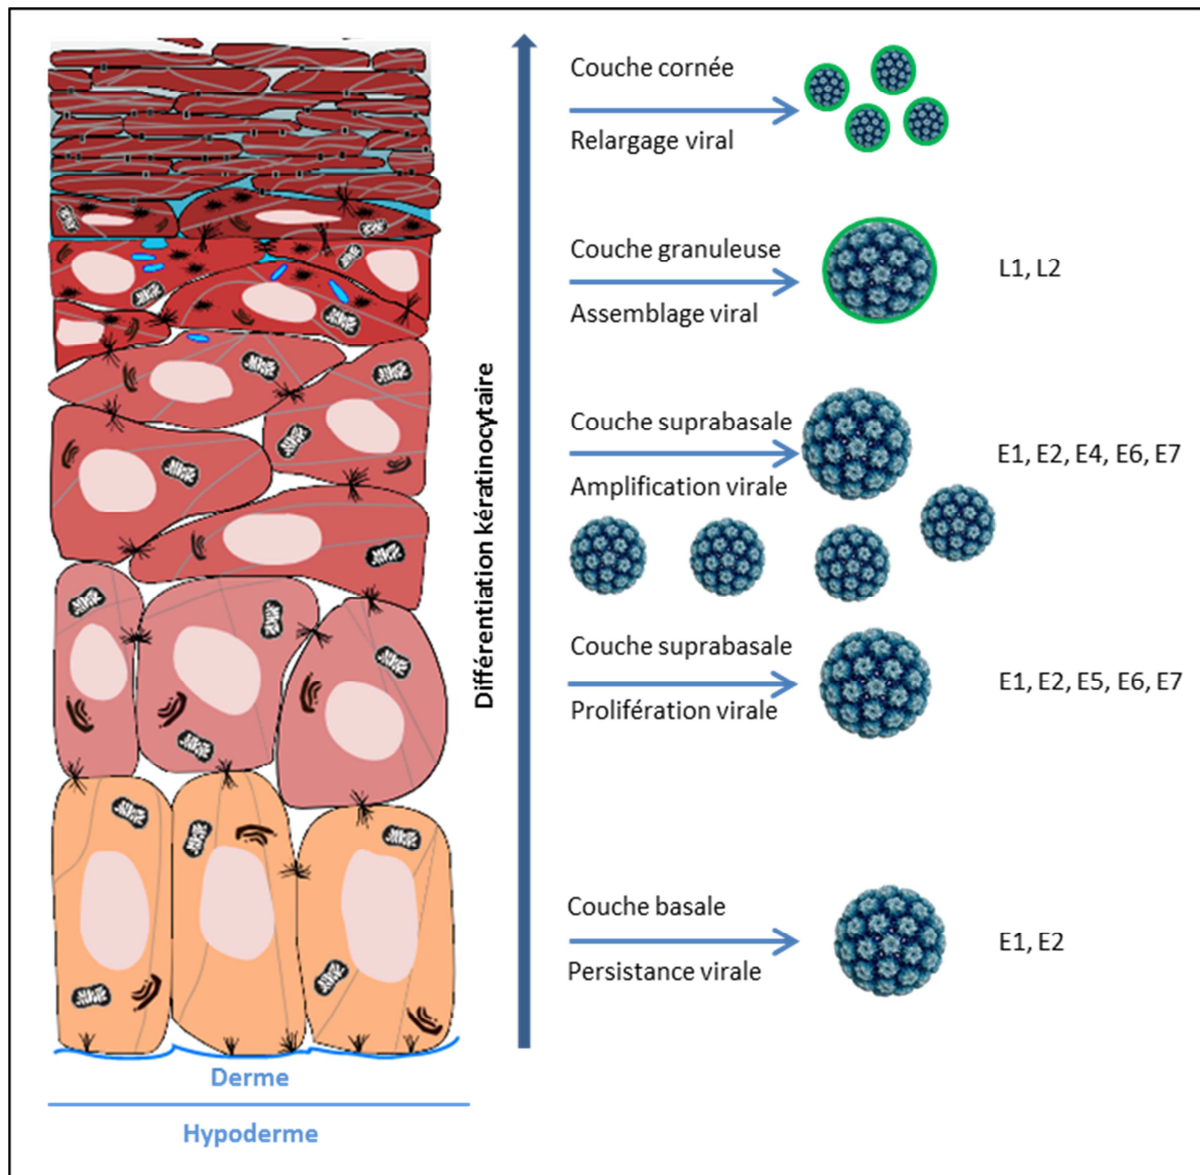 Couche cornée
Relargage viral
Couche granuleuse
Assemblage viral
L1, L2
Différentiation kératinocytaire
Couche suprabasale
Amplification virale
E1, E2, E4, E6, E7
Couche suprabasale
Prolifération virale
E1, E2, E5, E6, E7
Couche basale
Persistance virale
E1, E2
Derme
Hypoderme